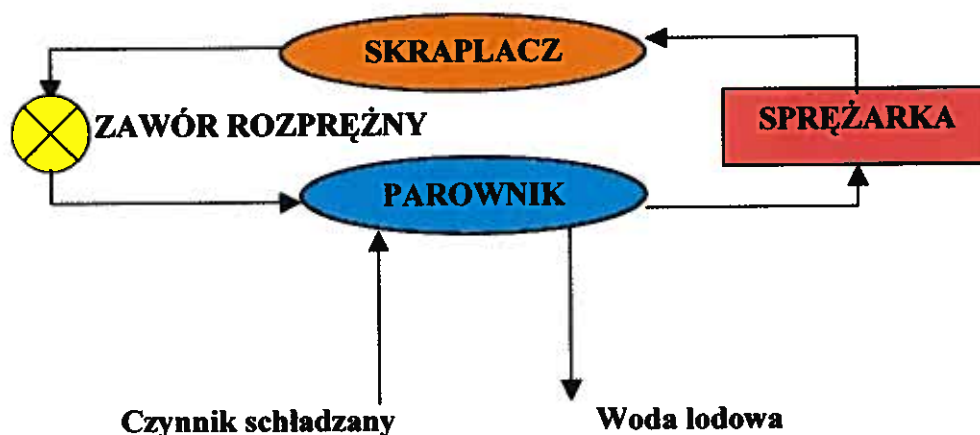 SKRAPLACZ
ZAWÓR ROZPRĘŻNY
SPRĘŻARKA
PAROWNIK
Czynnik schładzany
Woda lodowa